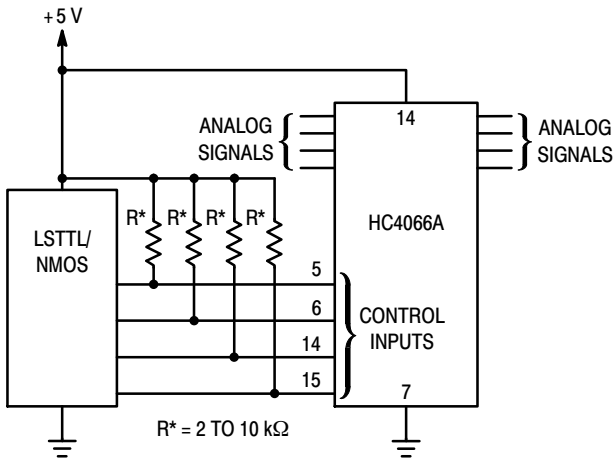 +5 V
14
ANALOG
SIGNALS
ANALOG
SIGNALS
R* R* R* R*
HC4066A
LSTTL/
NMOS
5
6
CONTROL
INPUTS
14
15
7
R* = 2 TO 10 kΩ